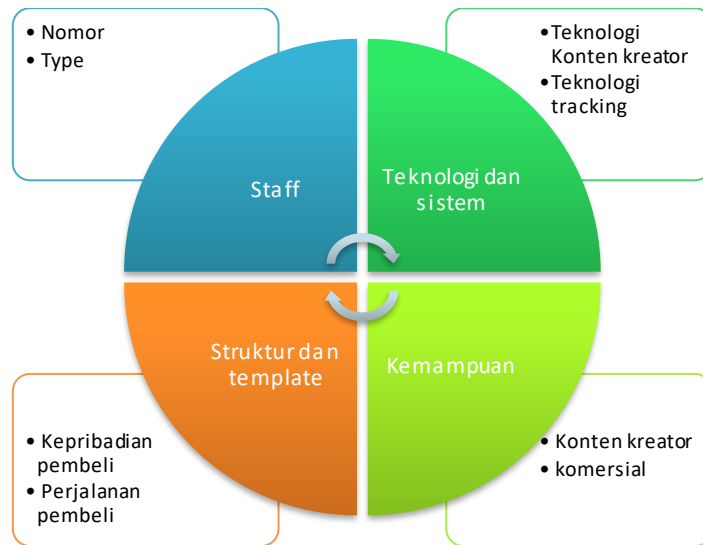 • Nomor
• Type
•Teknologi
Konten kreator
•Teknologi
tracking
Staff
Teknologi dan
sistem
Struktur dan
template
Kemampuan
• Kepribadian
pembeli
• Perjalanan
pembeli
• Konten kreator
• komersial